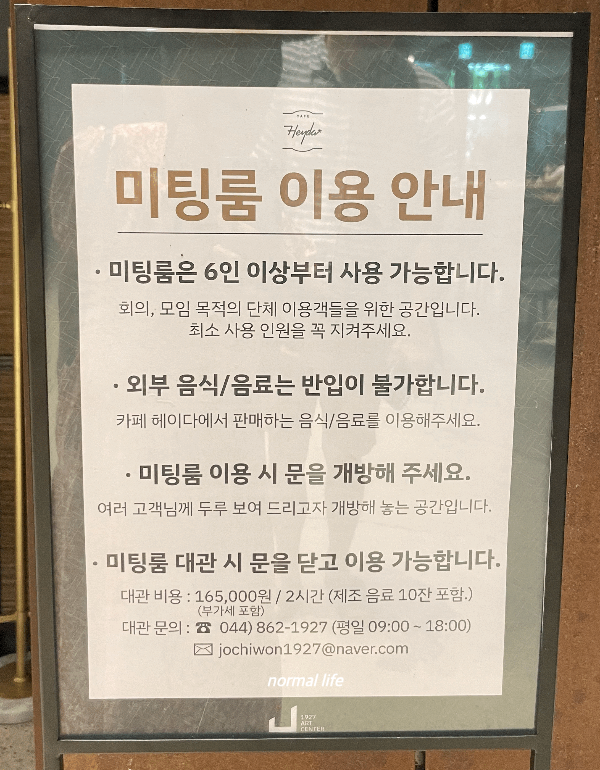 CAFE
Heyda
미팅룸 이용 안내
· 미팅룸은 6인 이상부터 사용 가능합니다.
회의, 모임 목적의 단체 이용객들을 위한 공간입니다.
최소 사용 인원을 꼭 지켜주세요.
· 외부 음식/음료는 반입이 불가합니다.
카페 헤이다에서 판매하는 음식/음료를 이용해주세요.
· 미팅룸 이용 시 문을 개방해 주세요.
여러 고객님께 두루 보여 드리고자 개방해 놓는 공간입니다.
· 미팅룸 대관 시 문을 닫고 이용 가능합니다.
대관 비용 : 165,000원 / 2시간 (제조 음료 10잔 포함.)
(부가세 포함)
대관 문의 : ☎ 044) 862-1927 (평일 09:00 ~ 18:00)
✉ jochiwon1927@naver.com
normal life
1927
ART
CENTER